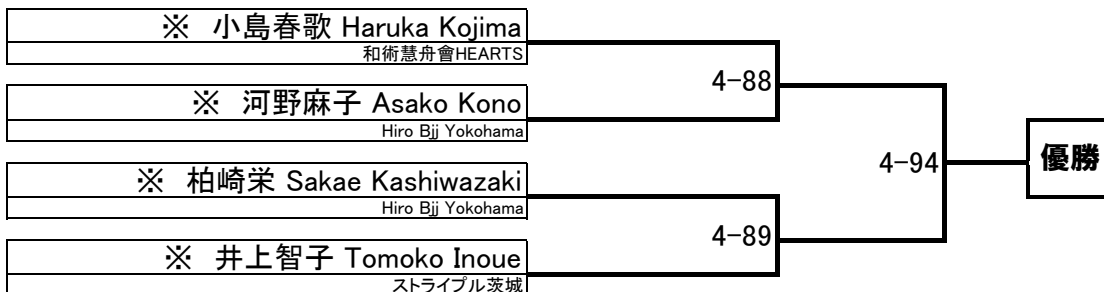 ※ 小島春歌 Haruka Kojima
和術慧舟會HEARTS
4-88
※ 河野麻子 Asako Kono
Hiro Bjj Yokohama
4-94
優勝
※ 柏崎栄 Sakae Kashiwazaki
Hiro Bjj Yokohama
4-89
※ 井上智子 Tomoko Inoue
ストライプル茨城